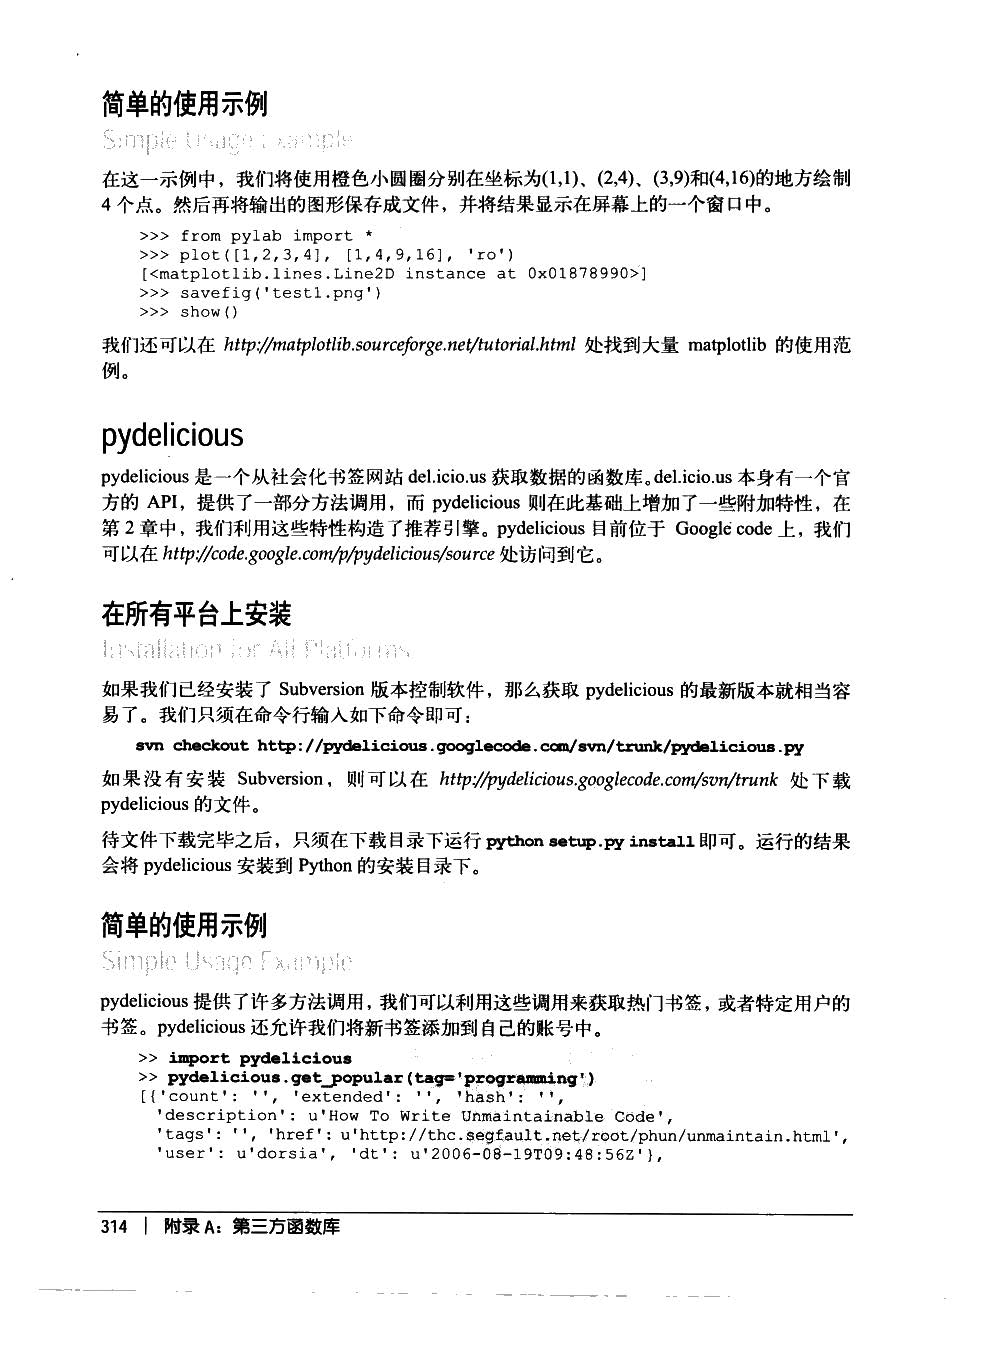 简单的使用示例
Simple Usage Example
在这一示例中，我们将使用橙色小圆圈分别在坐标为(1,1)、(2,4)、(3,9)和(4,16)的地方绘制
4 个点。然后再将输出的图形保存成文件，并将结果显示在屏幕上的一个窗口中。
>>> from pylab import *
>>> plot([1,2,3,4], [1,4,9,16], 'ro')
[<matplotlib.lines.Line2D instance at 0x01878990>]
>>> savefig('test1.png')
>>> show()
我们还可以在 http://matplotlib.sourceforge.net/tutorial.html 处找到大量 matplotlib 的使用范
例。
pydelicious
pydelicious 是一个从社会化书签网站 del.icio.us 获取数据的函数库。del.icio.us 本身有一个官
方的 API，提供了一部分方法调用，而 pydelicious 则在此基础上增加了一些附加特性，在
第 2 章中，我们利用这些特性构造了推荐引擎。pydelicious 目前位于 Google code 上，我们
可以在 http://code.google.com/p/pydelicious/source 处访问到它。
在所有平台上安装
Installation for All Platforms
如果我们已经安装了 Subversion 版本控制软件，那么获取 pydelicious 的最新版本就相当容
易了。我们只须在命令行输入如下命令即可：
svn checkout http://pydelicious.googlecode.com/svn/trunk/pydelicious.py
如果没有安装 Subversion，则可以在 http://pydelicious.googlecode.com/svn/trunk 处下载
pydelicious 的文件。
待文件下载完毕之后，只须在下载目录下运行 python setup.py install 即可。运行的结果
会将 pydelicious 安装到 Python 的安装目录下。
简单的使用示例
Simple Usage Example
pydelicious 提供了许多方法调用，我们可以利用这些调用来获取热门书签，或者特定用户的
书签。pydelicious 还允许我们将新书签添加到自己的账号中。
>> import pydelicious
>> pydelicious.get_popular(tag='programming')
[{'count': '', 'extended': '', 'hash': '',
'description': u'How To Write Unmaintainable Code',
'tags': '', 'href': u'http://thc.segfault.net/root/phun/unmaintain.html',
'user': u'dorsia', 'dt': u'2006-08-19T09:48:56Z'},
314 | 附录 A：第三方函数库